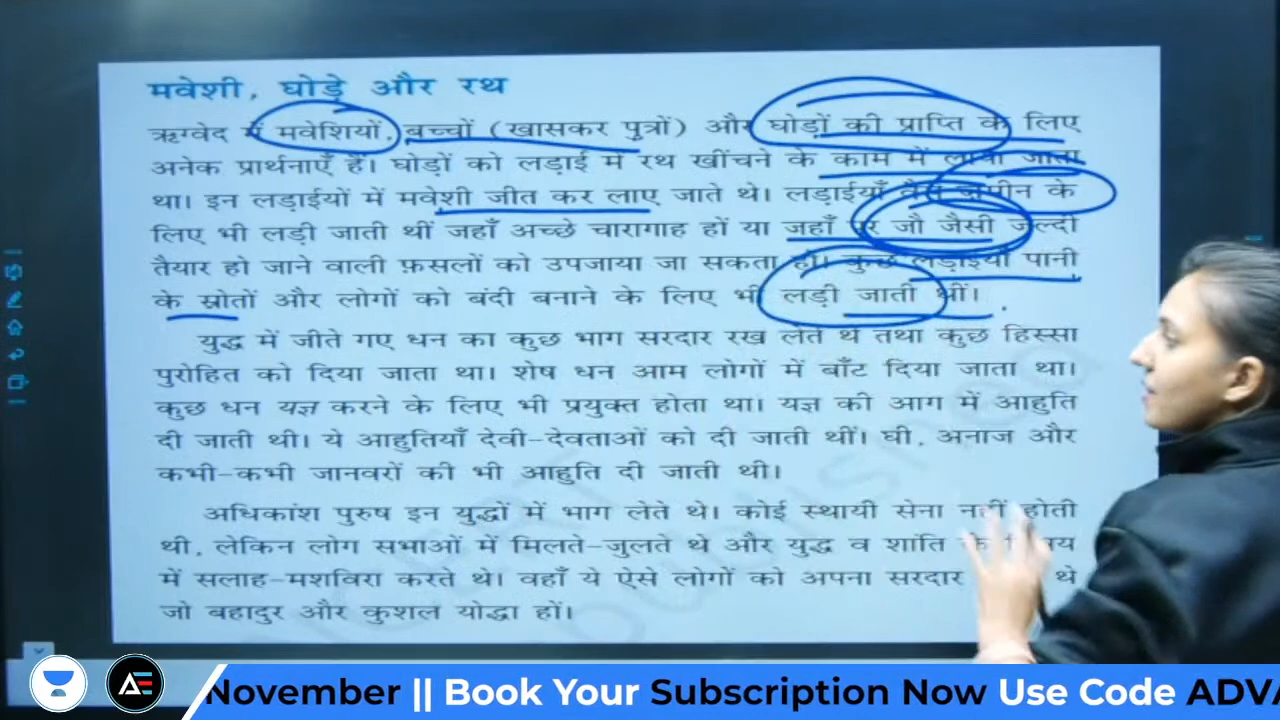 मवेशी, घोड़े और रथ
ऋग्वेद में मवेशियों, बच्चों (खासकर पुत्रों) और घोड़ों की प्राप्ति के लिए
अनेक प्रार्थनाएँ हैं। घोड़ों को लड़ाई में रथ खींचने के काम में लाया जाता
था। इन लड़ाईयों में मवेशी जीत कर लाए जाते थे। लड़ाईयाँ वैसे जमीन के
लिए भी लड़ी जाती थीं जहाँ अच्छे चारागाह हों या जहाँ पर जौ जैसी जल्दी
तैयार हो जाने वाली फ़सलों को उपजाया जा सकता हो। कुछ लड़ाईयाँ पानी
के स्रोतों और लोगों को बंदी बनाने के लिए भी लड़ी जाती थीं।
युद्ध में जीते गए धन का कुछ भाग सरदार रख लेते थे तथा कुछ हिस्सा
पुरोहित को दिया जाता था। शेष धन आम लोगों में बाँट दिया जाता था।
कुछ धन यज्ञ करने के लिए भी प्रयुक्त होता था। यज्ञ की आग में आहुति
दी जाती थी। ये आहुतियाँ देवी-देवताओं को दी जाती थीं। घी, अनाज और
कभी-कभी जानवरों की भी आहुति दी जाती थी।
अधिकांश पुरुष इन युद्धों में भाग लेते थे। कोई स्थायी सेना नहीं होती
थी, लेकिन लोग सभाओं में मिलते-जुलते थे और युद्ध व शांति के
में सलाह-मशविरा करते थे। वहाँ ये ऐसे लोगों को अपना सरदार थे
जो बहादुर और कुशल योद्धा हों।
November || Book Your Subscription Now Use Code ADVA